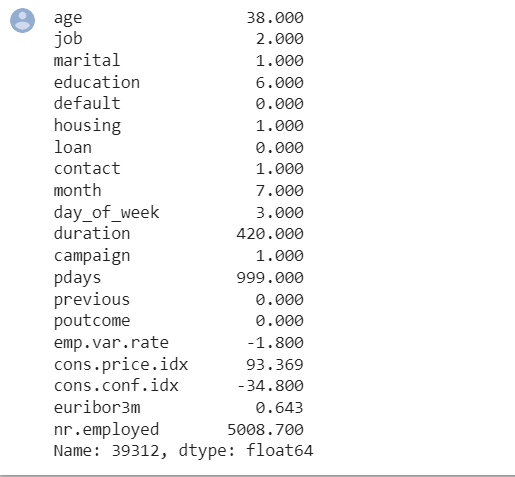 age 38.000
job 2.000
marital 1.000
education 6.000
default 0.000
housing 1.000
loan 0.000
contact 1.000
month 7.000
day_of_week 3.000
duration 420.000
campaign 1.000
pdays 999.000
previous 0.000
poutcome 0.000
emp.var.rate -1.800
cons.price.idx 93.369
cons.conf.idx -34.800
euribor3m 0.643
nr.employed 5008.700
Name: 39312, dtype: float64